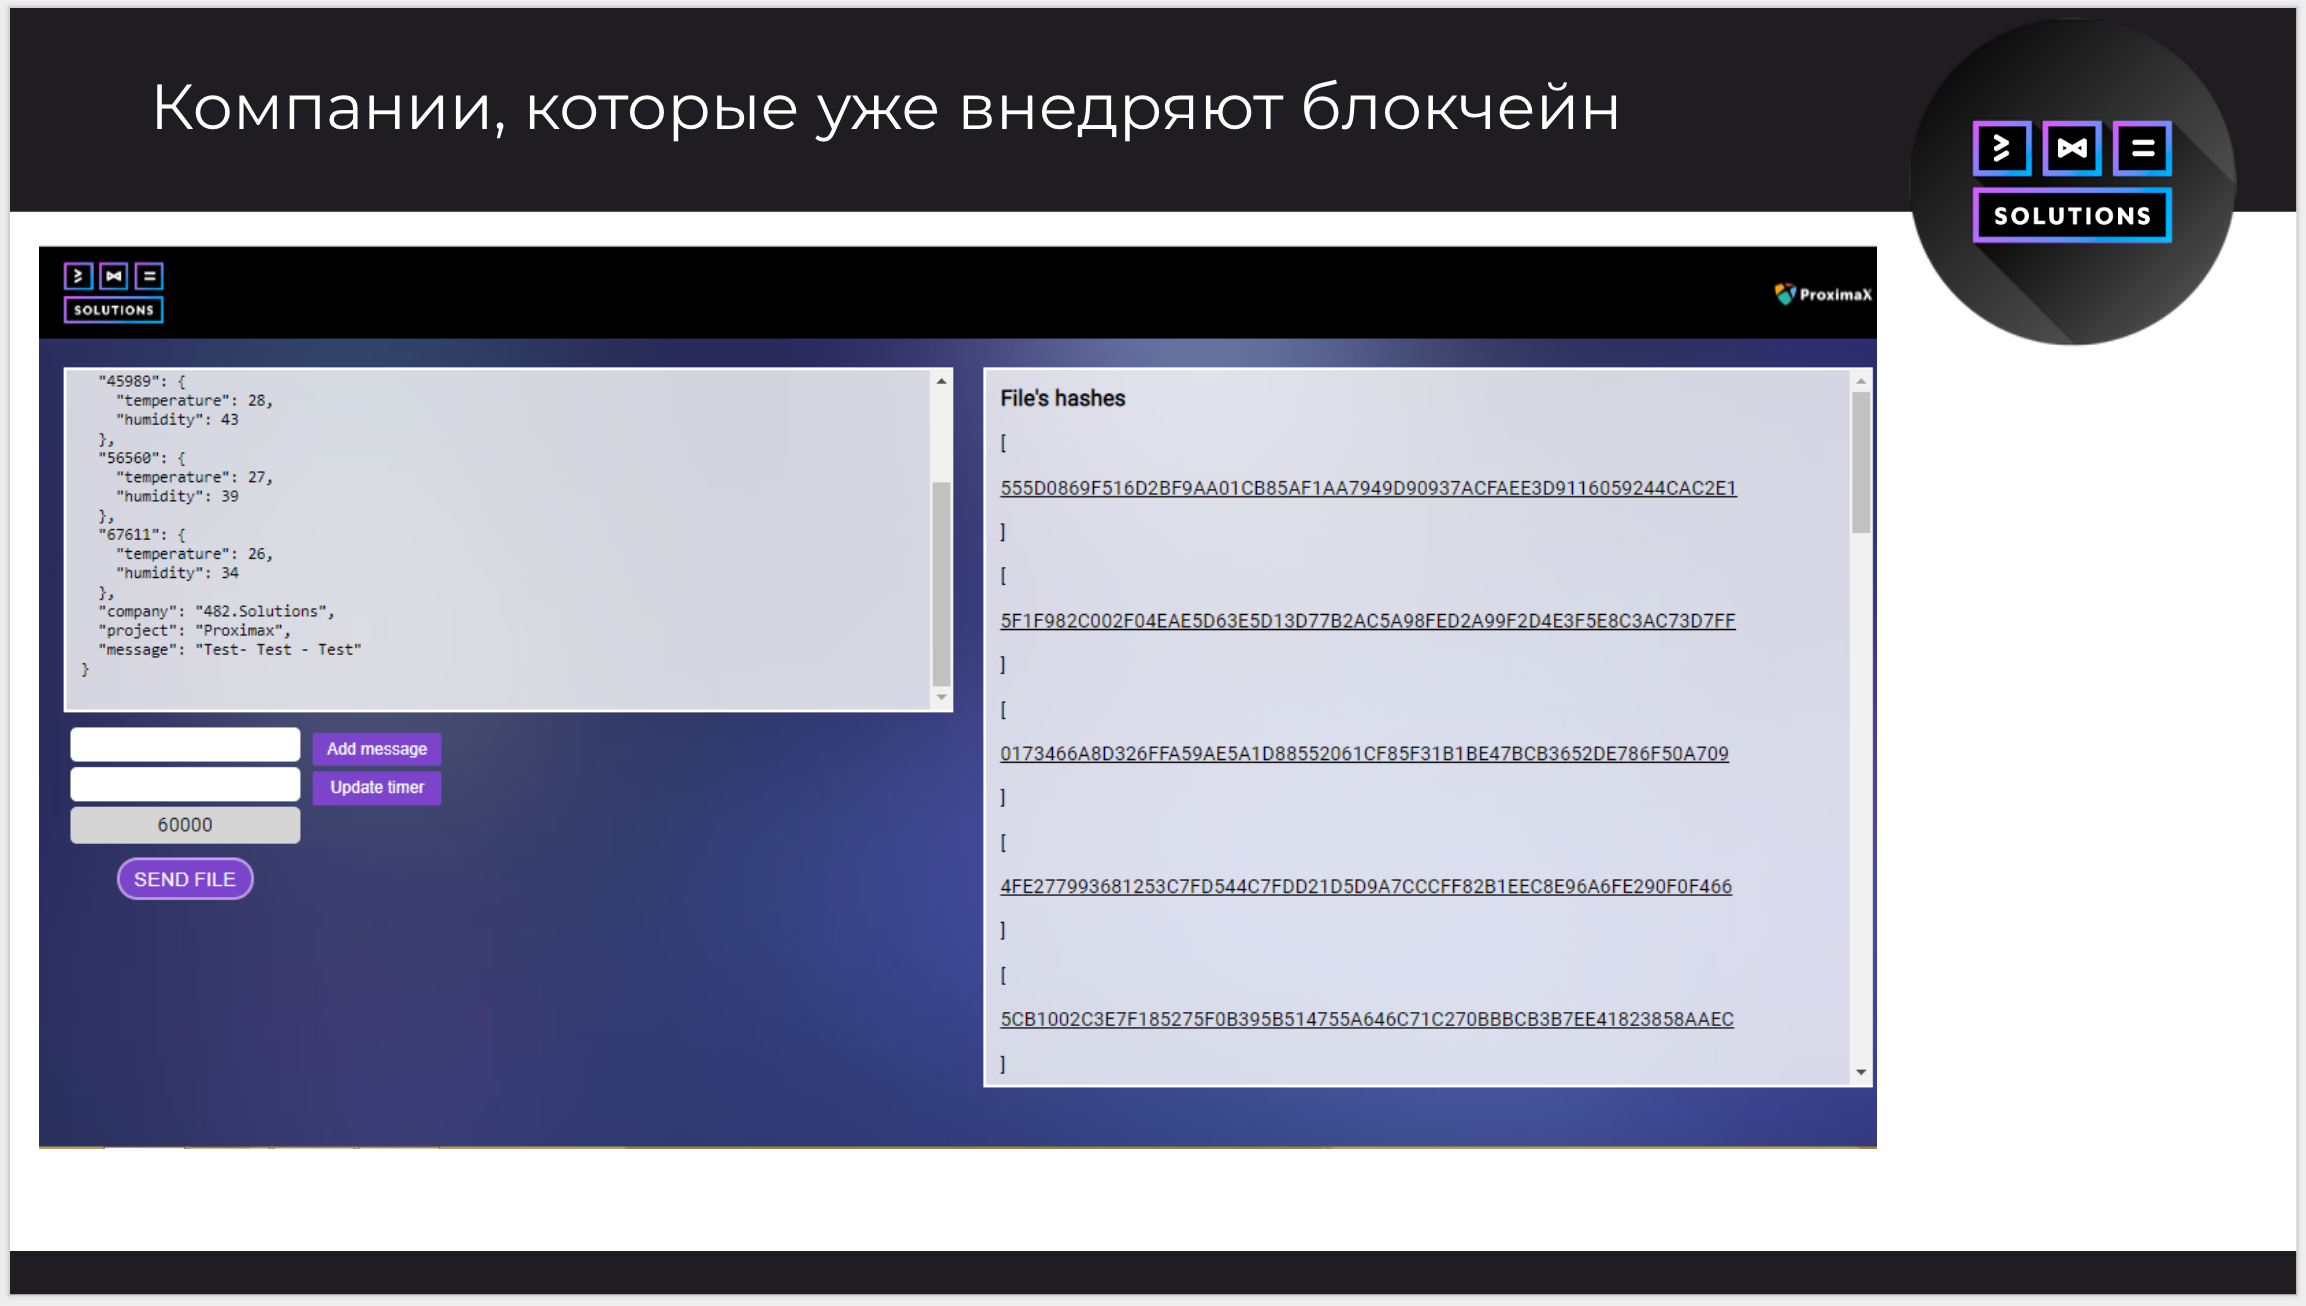 Компании, которые уже внедряют блокчейн
SOLUTIONS
SOLUTIONS
ProximaX
"45989": {
"temperature": 28,
"humidity": 43
},
"56560": {
"temperature": 27,
"humidity": 39
},
"67611": {
"temperature": 26,
"humidity": 34
},
"company": "482.Solutions",
"project": "Proximax",
"message": "Test- Test - Test"
}
Add message
Update timer
60000
SEND FILE
File's hashes
[
555D0869F516D2BF9AA01CB85AF1AA7949D90937ACFAEE3D9116059244CAC2E1
]
[
5F1F982C002F04EAE5D63E5D13D77B2AC5A98FED2A99F2D4E3F5E8C3AC73D7FF
]
[
0173466A8D326FFA59AE5A1D88552061CF85F31B1BE47BCB3652DE786F50A709
]
[
4FE277993681253C7FD544C7FDD21D5D9A7CCCFF82B1EEC8E96A6FE290F0F466
]
[
5CB1002C3E7F185275F0B395B514755A646C71C270BBBCB3B7EE41823858AAEC
]